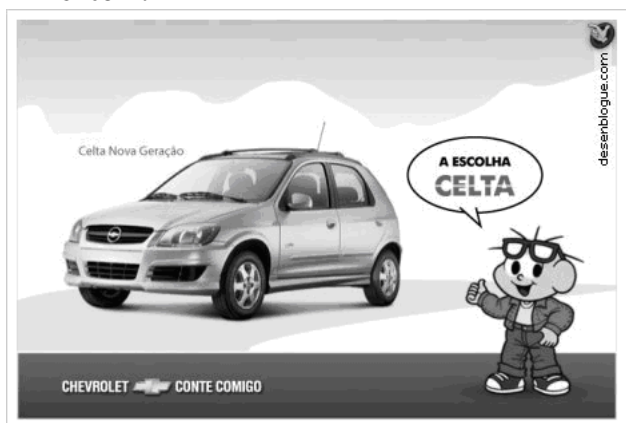 desenblogue.com
Celta Nova Geração
A ESCOLHA
CELTA
CHEVROLET CONTE COMIGO